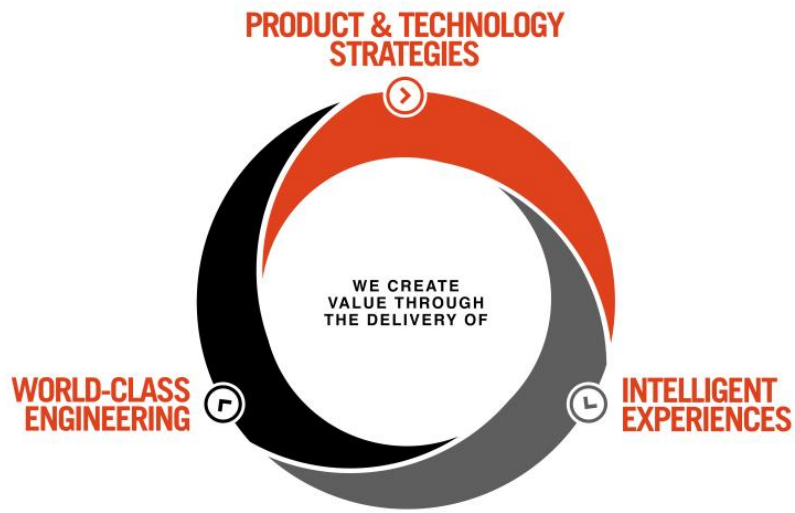 PRODUCT & TECHNOLOGY
STRATEGIES
WE CREATE
VALUE THROUGH
THE DELIVERY OF
WORLD-CLASS
ENGINEERING
INTELLIGENT
EXPERIENCES